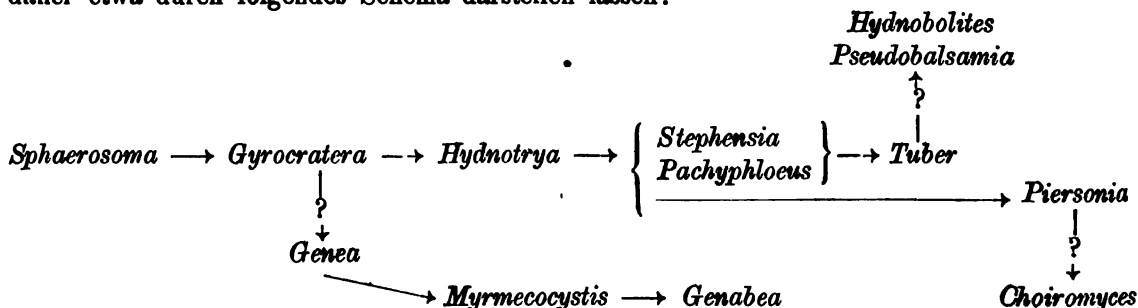 daher etwa durch folgendes Schema darstellen lassen:
Hydnobolites
Pseudobalsamia
?
Sphaerosoma → Gyrocratera --→ Hydnotrya → { Stephensia } --→ Tuber
Pachyphloeus
→ Piersonia
?
?
Genea
Myrmecocystis → Genabea
Choiromyces